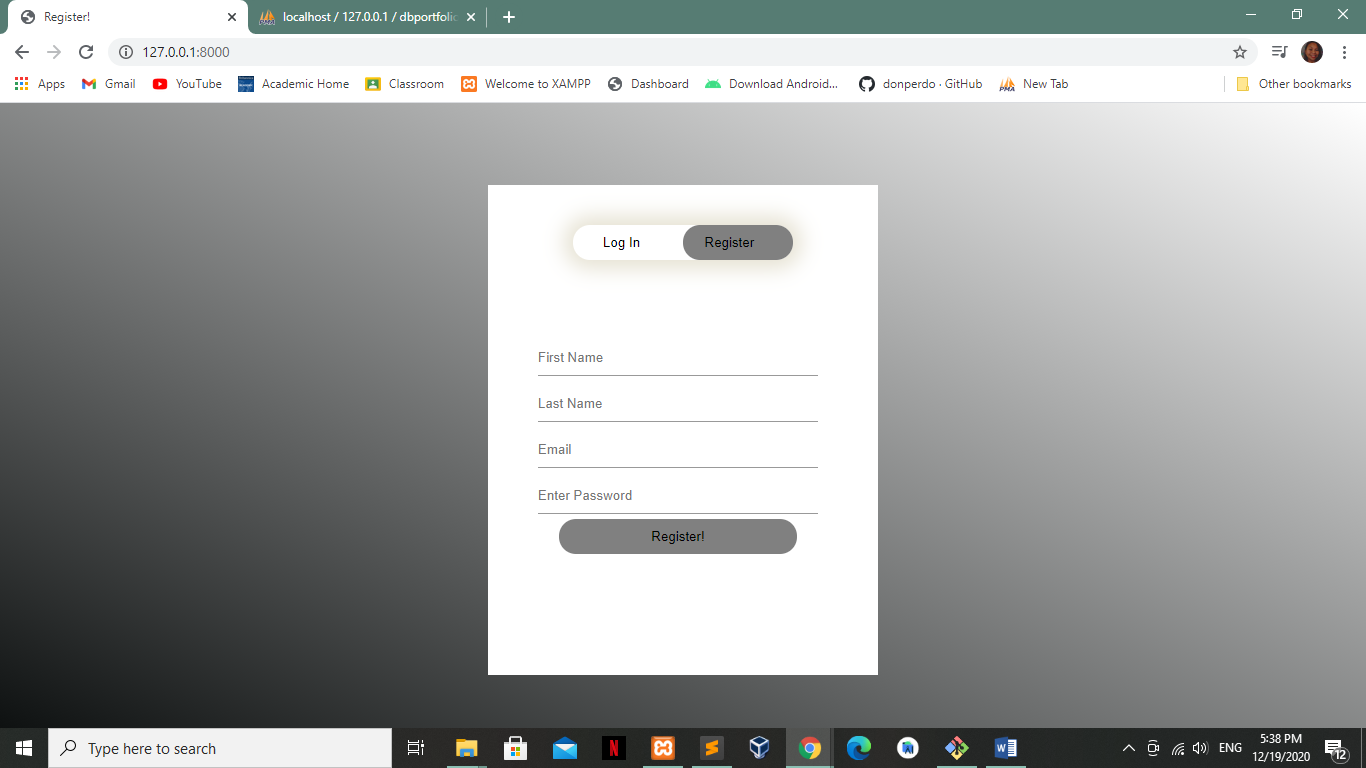 Register!
localhost / 127.0.0.1 / dbportfolio
127.0.0.1:8000
Apps Gmail YouTube Academic Home Classroom Welcome to XAMPP Dashboard Download Android... donperdo · GitHub New Tab Other bookmarks
Log In Register
First Name
Last Name
Email
Enter Password
Register!
Type here to search
ENG
5:38 PM
12/19/2020
12